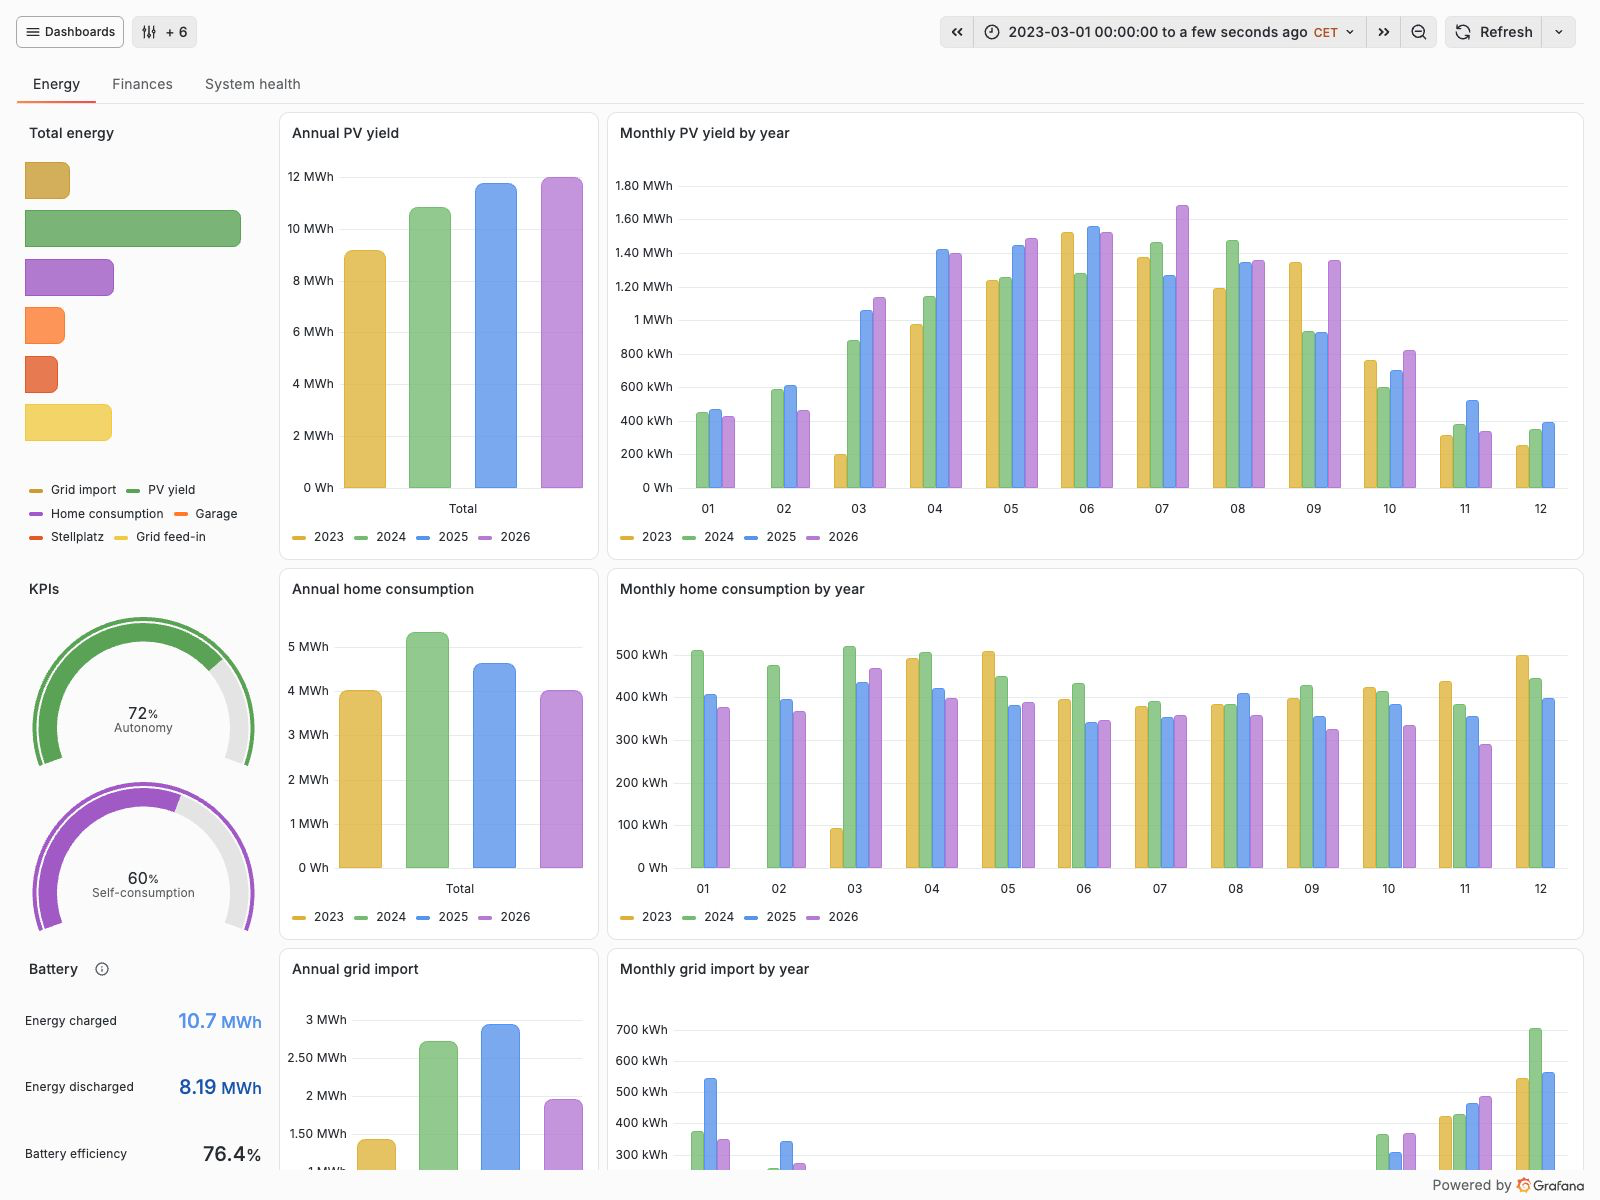 Dashboards
+ 6
2023-03-01 00:00:00 to a few seconds ago CET
Refresh
Energy
Finances
System health
Total energy
Grid import
PV yield
Home consumption
Garage
Stellplatz
Grid feed-in
Annual PV yield
12 MWh
10 MWh
8 MWh
6 MWh
4 MWh
2 MWh
0 Wh
Total
2023 2024 2025 2026
Monthly PV yield by year
1.80 MWh
1.60 MWh
1.40 MWh
1.20 MWh
1 MWh
800 kWh
600 kWh
400 kWh
200 kWh
0 Wh
01 02 03 04 05 06 07 08 09 10 11 12
2023 2024 2025 2026
KPIs
72%
Autonomy
60%
Self-consumption
Annual home consumption
5 MWh
4 MWh
3 MWh
2 MWh
1 MWh
0 Wh
Total
2023 2024 2025 2026
Monthly home consumption by year
500 kWh
400 kWh
300 kWh
200 kWh
100 kWh
0 Wh
01 02 03 04 05 06 07 08 09 10 11 12
2023 2024 2025 2026
Battery
Energy charged 10.7 MWh
Energy discharged 8.19 MWh
Battery efficiency 76.4%
Annual grid import
3 MWh
2.50 MWh
2 MWh
1.50 MWh
1 MWh
Monthly grid import by year
700 kWh
600 kWh
500 kWh
400 kWh
300 kWh
Powered by Grafana